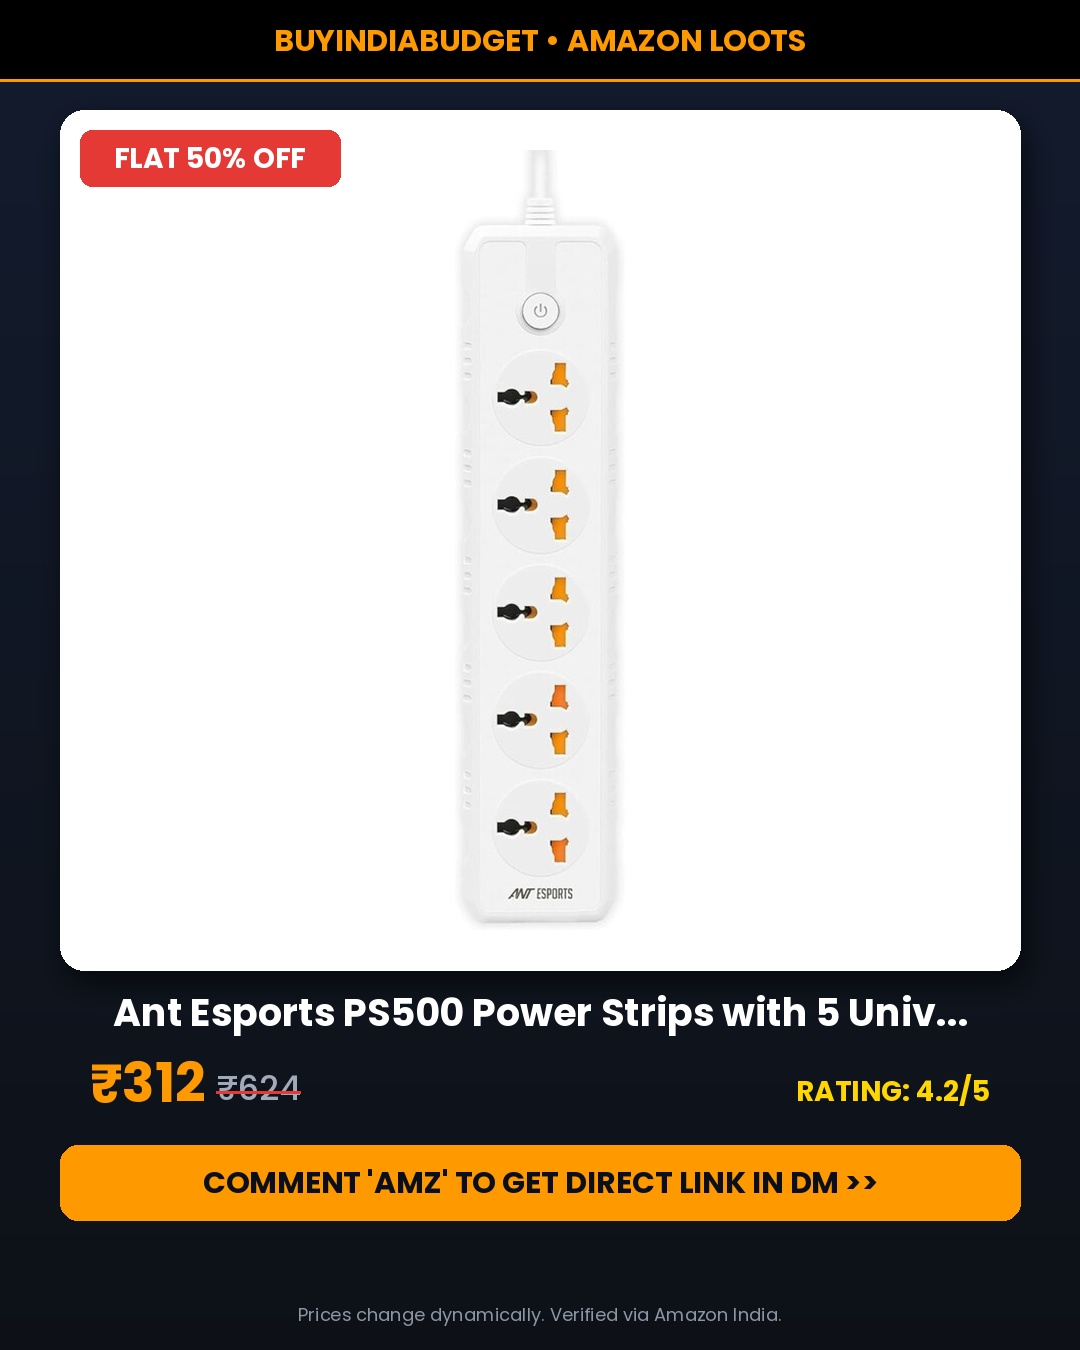 BUYINDIABUDGET • AMAZON LOOTS
FLAT 50% OFF
ANT ESPORTS
Ant Esports PS500 Power Strips with 5 Univ...
₹312 ₹624
RATING: 4.2/5
COMMENT 'AMZ' TO GET DIRECT LINK IN DM >>
Prices change dynamically. Verified via Amazon India.